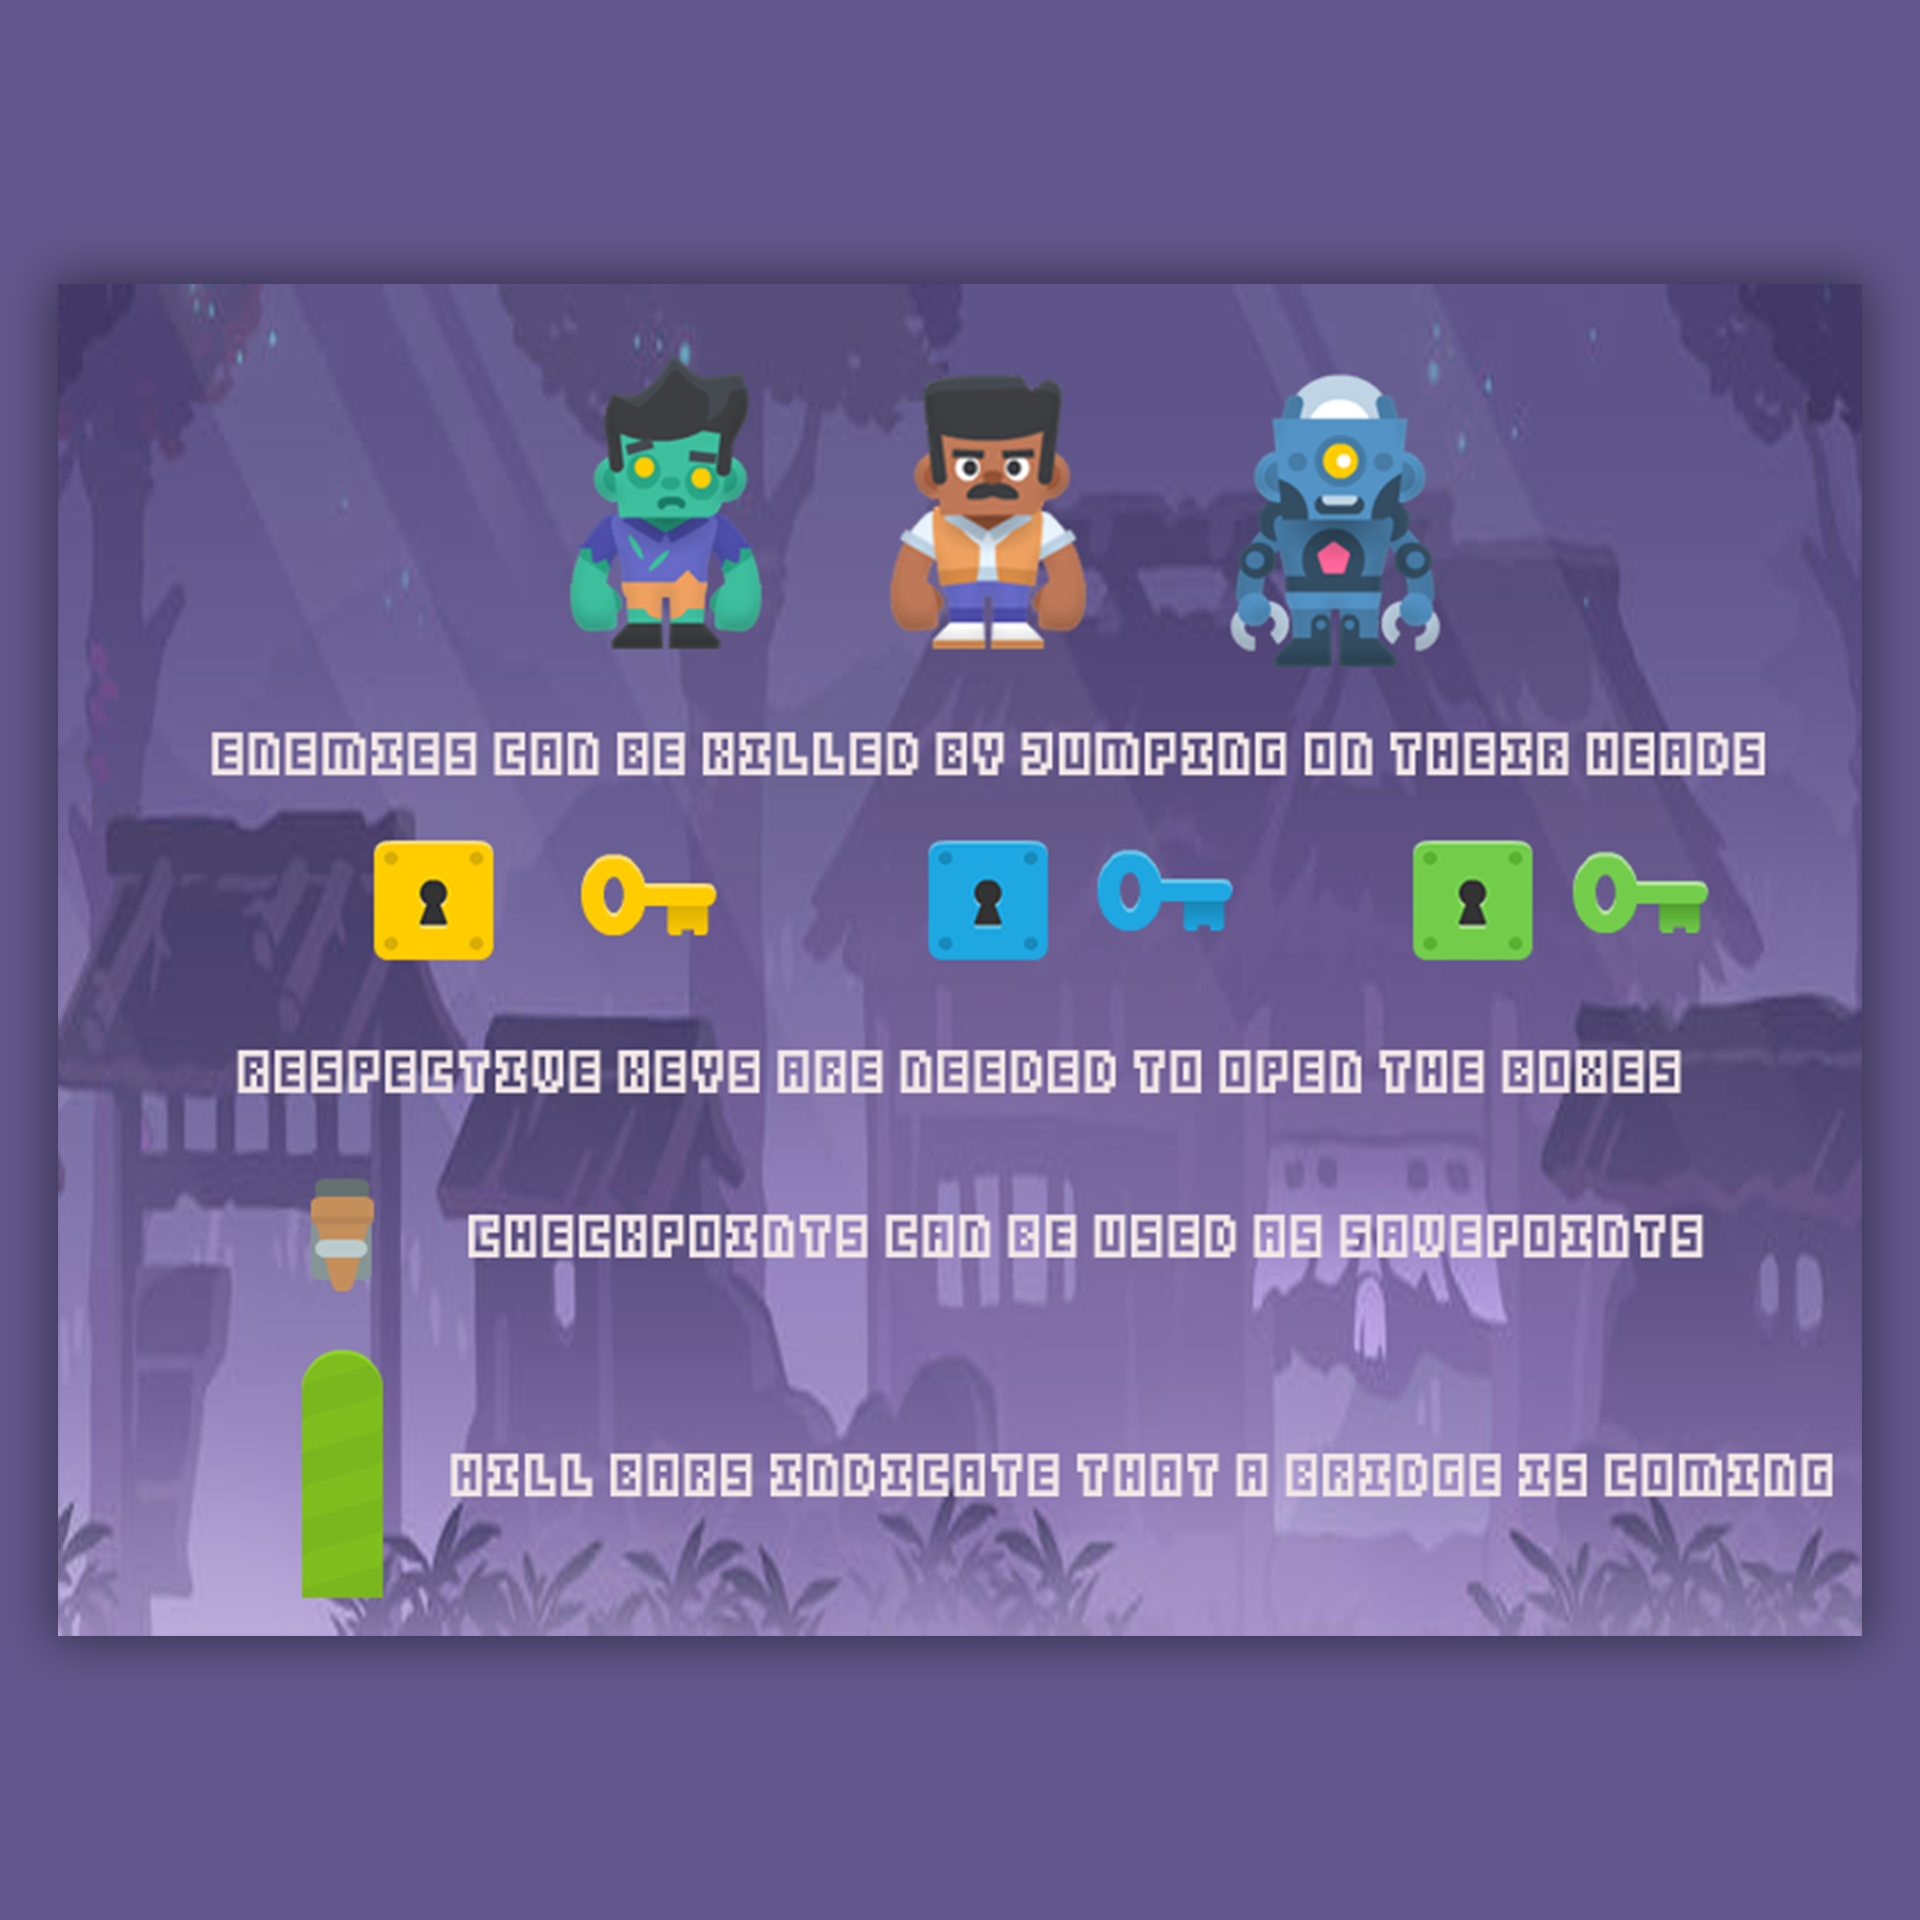 ENEMIES CAN BE KILLED BY JUMPING ON THEIR HEADS
RESPECTIVE KEYS ARE NEEDED TO OPEN THE BOXES
CHECKPOINTS CAN BE USED AS SAVEPOINTS
HILL BARS INDICATE THAT A BRIDGE IS COMING